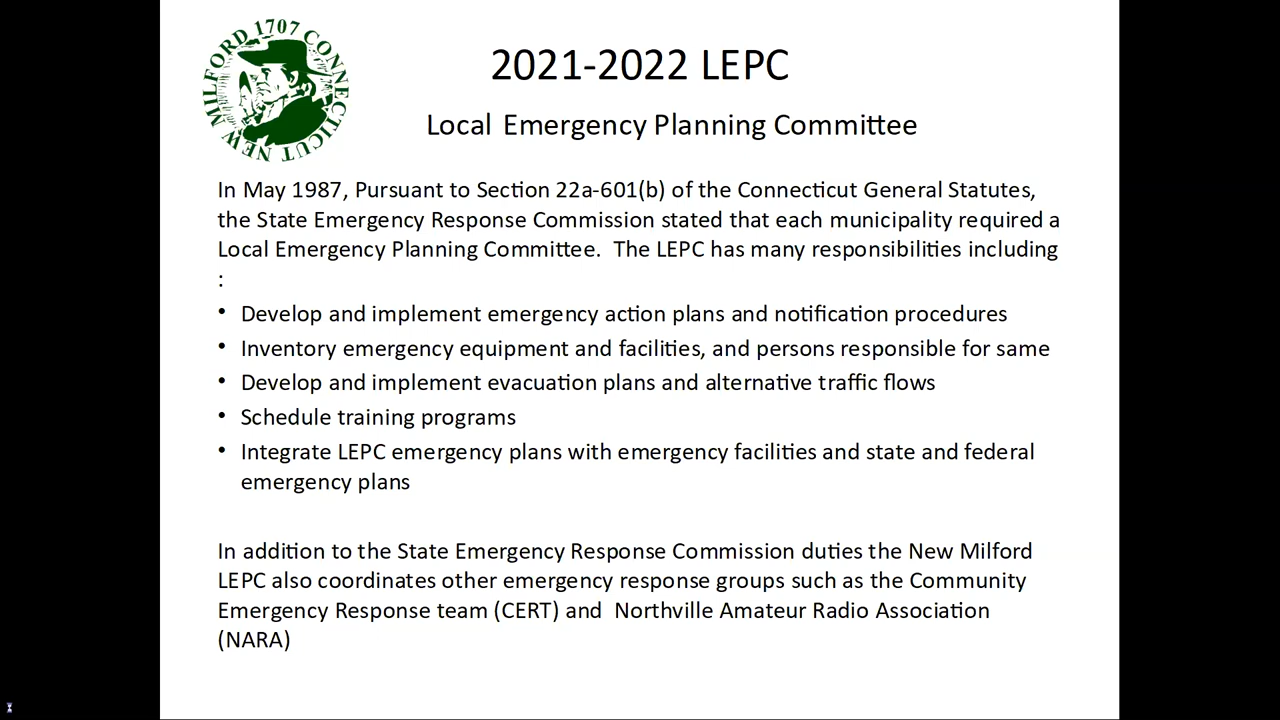 NEW MILFORD 1707 CONNECTICUT
2021-2022 LEPC
Local Emergency Planning Committee
In May 1987, Pursuant to Section 22a-601(b) of the Connecticut General Statutes,
the State Emergency Response Commission stated that each municipality required a
Local Emergency Planning Committee.  The LEPC has many responsibilities including
:
• Develop and implement emergency action plans and notification procedures
• Inventory emergency equipment and facilities, and persons responsible for same
• Develop and implement evacuation plans and alternative traffic flows
• Schedule training programs
• Integrate LEPC emergency plans with emergency facilities and state and federal
emergency plans
In addition to the State Emergency Response Commission duties the New Milford
LEPC also coordinates other emergency response groups such as the Community
Emergency Response team (CERT) and  Northville Amateur Radio Association
(NARA)